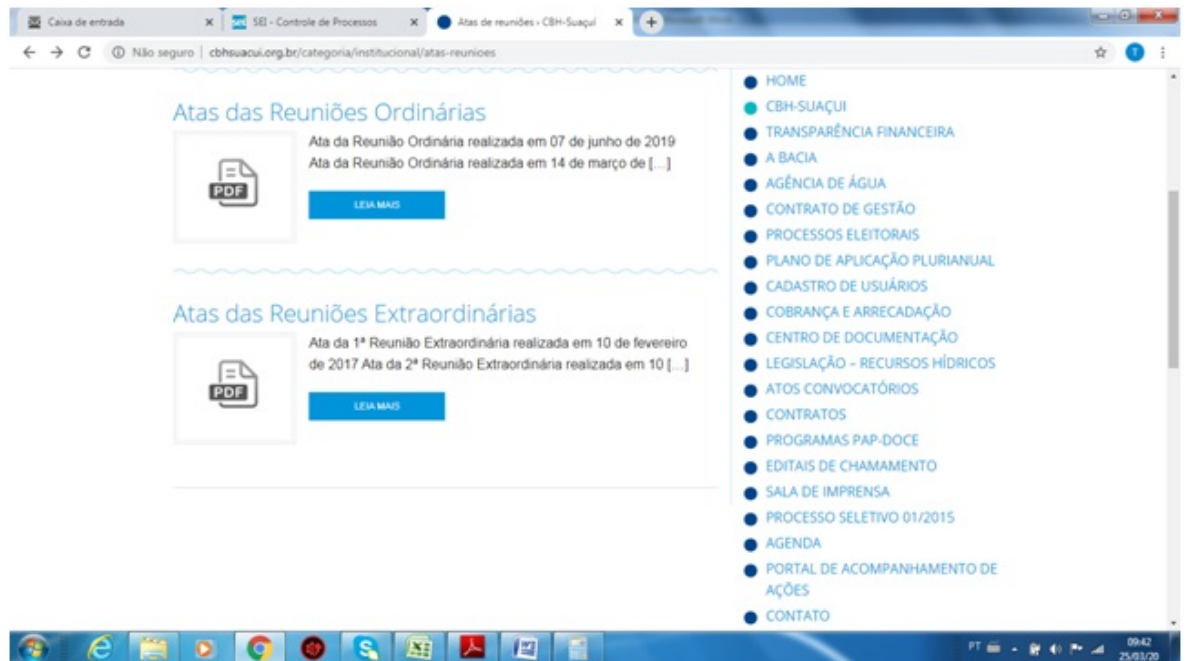 Caixa de entrada
sei SEI - Controle de Processos
Atas de reuniões › CBH-Suaçuí
Não seguro | cbhsuacui.org.br/categoria/institucional/atas-reunioes
T
Atas das Reuniões Ordinárias
PDF
Ata da Reunião Ordinária realizada em 07 de junho de 2019
Ata da Reunião Ordinária realizada em 14 de março de [...]
LEIA MAIS
Atas das Reuniões Extraordinárias
PDF
Ata da 1ª Reunião Extraordinária realizada em 10 de fevereiro
de 2017 Ata da 2ª Reunião Extraordinária realizada em 10 [...]
LEIA MAIS
HOME
CBH-SUAÇUI
TRANSPARÊNCIA FINANCEIRA
A BACIA
AGÊNCIA DE ÁGUA
CONTRATO DE GESTÃO
PROCESSOS ELEITORAIS
PLANO DE APLICAÇÃO PLURIANUAL
CADASTRO DE USUÁRIOS
COBRANÇA E ARRECADAÇÃO
CENTRO DE DOCUMENTAÇÃO
LEGISLAÇÃO – RECURSOS HÍDRICOS
ATOS CONVOCATÓRIOS
CONTRATOS
PROGRAMAS PAP-DOCE
EDITAIS DE CHAMAMENTO
SALA DE IMPRENSA
PROCESSO SELETIVO 01/2015
AGENDA
PORTAL DE ACOMPANHAMENTO DE
AÇÕES
CONTATO
PT
09:42
25/03/20